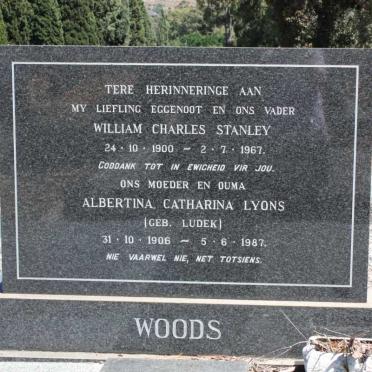 TERE HERINNERINGE AAN
MY LIEFLING EGGENOOT EN ONS VADER
WILLIAM CHARLES STANLEY
24 · 10 · 1900 ~ 2 · 7 · 1967.
GODDANK TOT IN EWICHEID VIR JOU.
ONS MOEDER EN OUMA
ALBERTINA CATHARINA LYONS
(GEB. LUDEK)
31 · 10 · 1906 ~ 5 · 6 · 1987.
NIE VAARWEL NIE, NET TOTSIENS.
WOODS